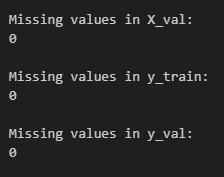 Missing values in X_val:
0
Missing values in y_train:
0
Missing values in y_val:
0